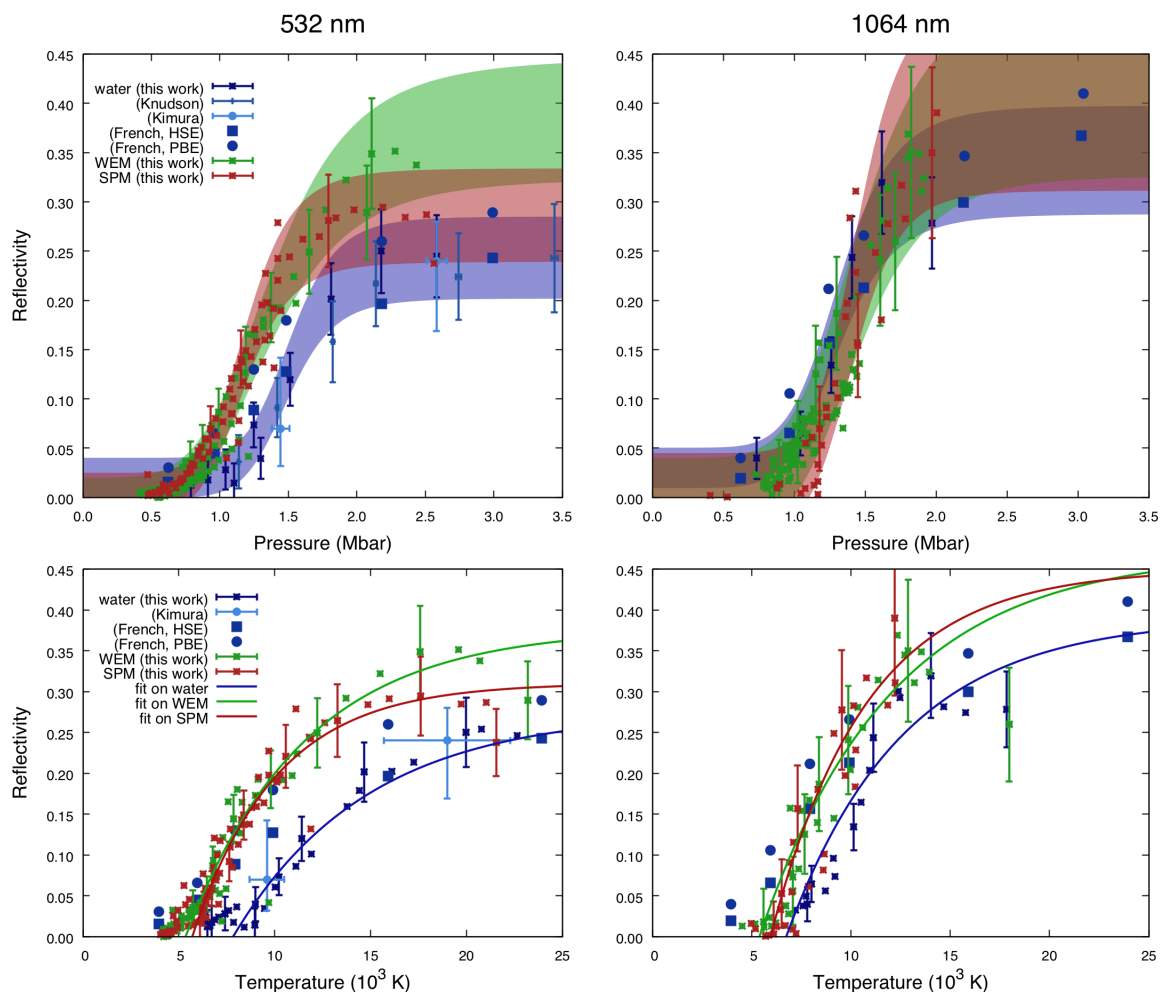 532 nm
1064 nm
0.45
0.40
0.35
0.30
0.25
0.20
0.15
0.10
0.05
0.00
Reflectivity
water (this work)
(Knudson)
(Kimura)
(French, HSE)
(French, PBE)
WEM (this work)
SPM (this work)
0.0 0.5 1.0 1.5 2.0 2.5 3.0 3.5
Pressure (Mbar)
0.45
0.40
0.35
0.30
0.25
0.20
0.15
0.10
0.05
0.00
0.0 0.5 1.0 1.5 2.0 2.5 3.0 3.5
Pressure (Mbar)
0.45
0.40
0.35
0.30
0.25
0.20
0.15
0.10
0.05
0.00
Reflectivity
water (this work)
(Kimura)
(French, HSE)
(French, PBE)
WEM (this work)
SPM (this work)
fit on water
fit on WEM
fit on SPM
5 10 15 20 25
Temperature (10³ K)
0.45
0.40
0.35
0.30
0.25
0.20
0.15
0.10
0.05
0.00
5 10 15 20 25
Temperature (10³ K)